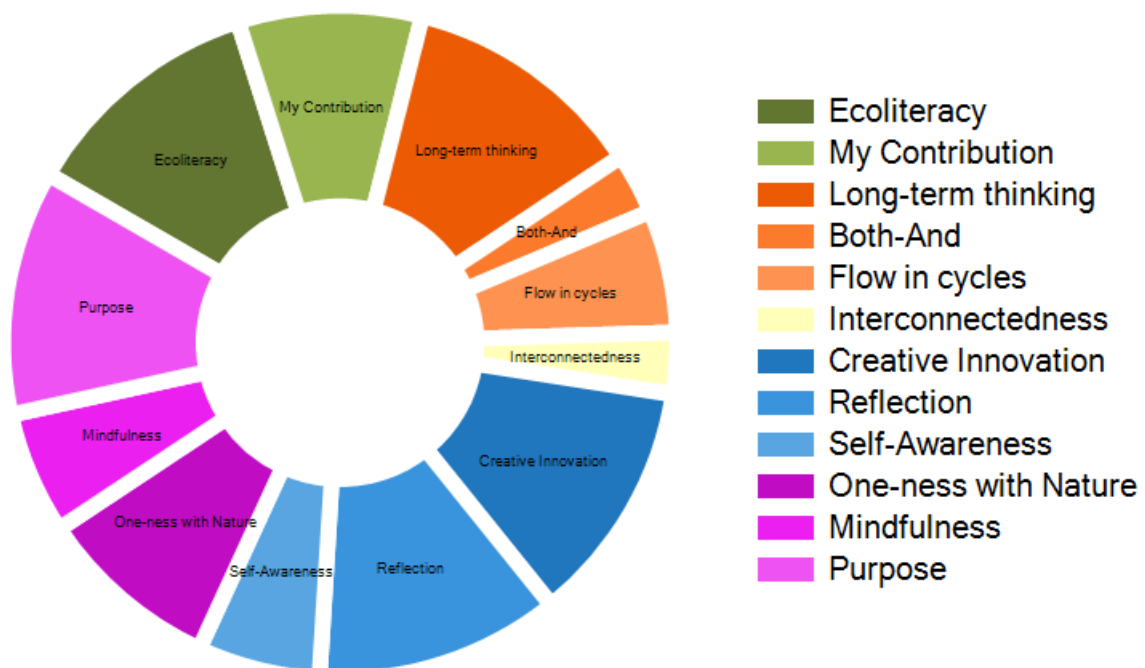 My Contribution
Long-term thinking
Ecoliteracy
Both-And
Flow in cycles
Purpose
Interconnectedness
Mindfulness
Creative Innovation
One-ness with Nature
Self-Awareness
Reflection
Ecoliteracy
My Contribution
Long-term thinking
Both-And
Flow in cycles
Interconnectedness
Creative Innovation
Reflection
Self-Awareness
One-ness with Nature
Mindfulness
Purpose